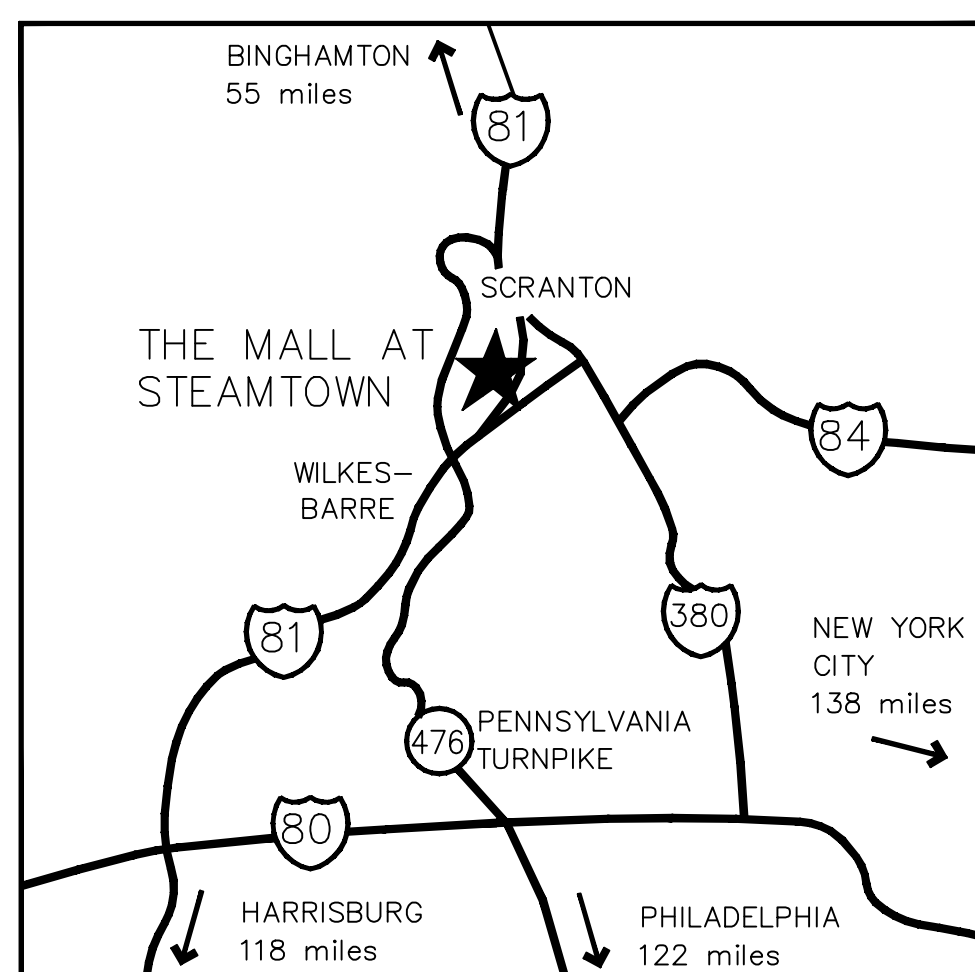 BINGHAMTON
55 miles
81
SCRANTON
THE MALL AT
STEAMTOWN
84
WILKES-
BARRE
81
380
NEW YORK
CITY
138 miles
PENNSYLVANIA
TURNPIKE
476
80
HARRISBURG
118 miles
PHILADELPHIA
122 miles